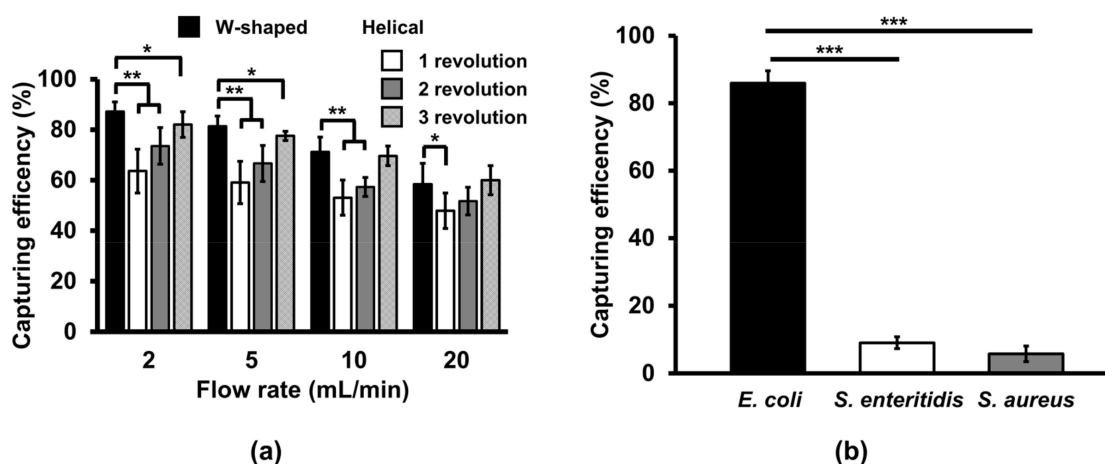 W-shaped
Helical
1 revolution
2 revolution
3 revolution
*
**
*
**
**
*
Capturing efficency (%)
100
80
60
40
20
0
2 5 10 20
Flow rate (mL/min)
(a)
***
***
Capturing efficency (%)
100
80
60
40
20
0
E. coli S. enteritidis S. aureus
(b)